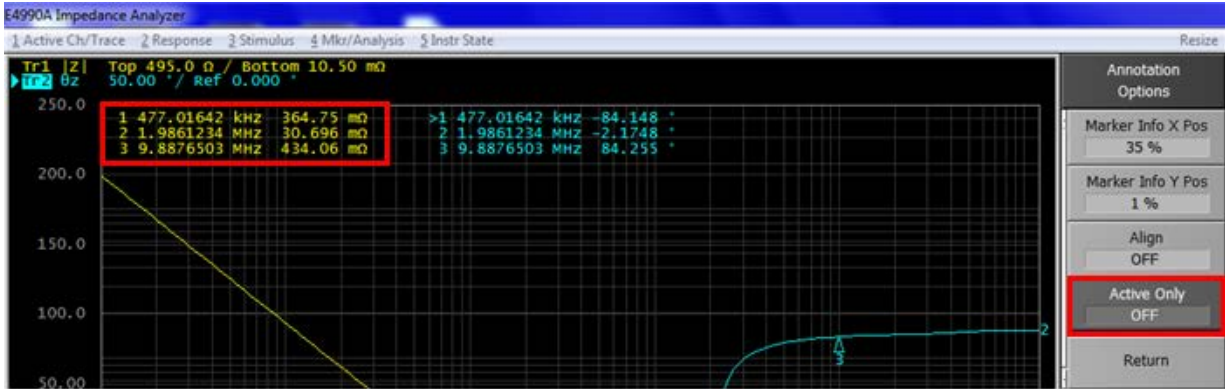 E4990A Impedance Analyzer
1 Active Ch/Trace 2 Response 3 Stimulus 4 Mkr/Analysis 5 Instr State Resize
Tr1 |Z| Top 495.0 Ω / Bottom 10.50 mΩ
Tr2 θz 50.00 °/ Ref 0.000 °
250.0
1 477.01642 kHz 364.75 mΩ
2 1.9861234 MHz 30.696 mΩ
3 9.8876503 MHz 434.06 mΩ
>1 477.01642 kHz -84.148 °
2 1.9861234 MHz -2.1748 °
3 9.8876503 MHz 84.255 °
200.0
150.0
100.0
50.00
2
3
Annotation
Options
Marker Info X Pos
35 %
Marker Info Y Pos
1 %
Align
OFF
Active Only
OFF
Return